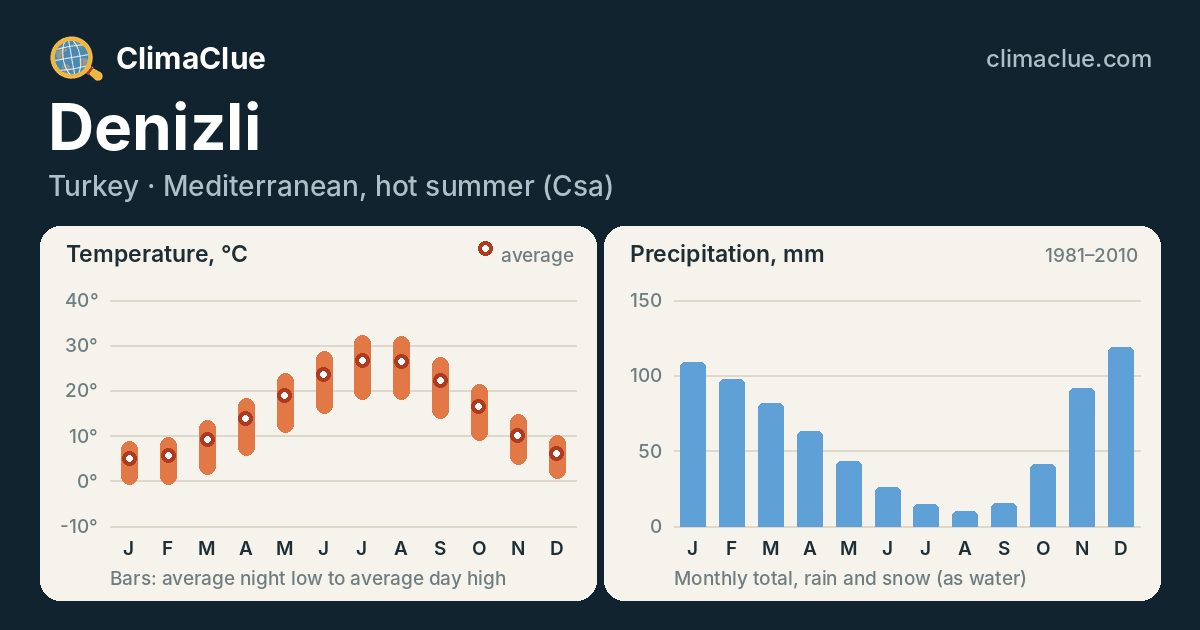 ClimaClue
climaclue.com
Denizli
Turkey · Mediterranean, hot summer (Csa)
Temperature, °C
average
40°
30°
20°
10°
0°
-10°
J F M A M J J A S O N D
Bars: average night low to average day high
Precipitation, mm
1981–2010
150
100
50
0
J F M A M J J A S O N D
Monthly total, rain and snow (as water)